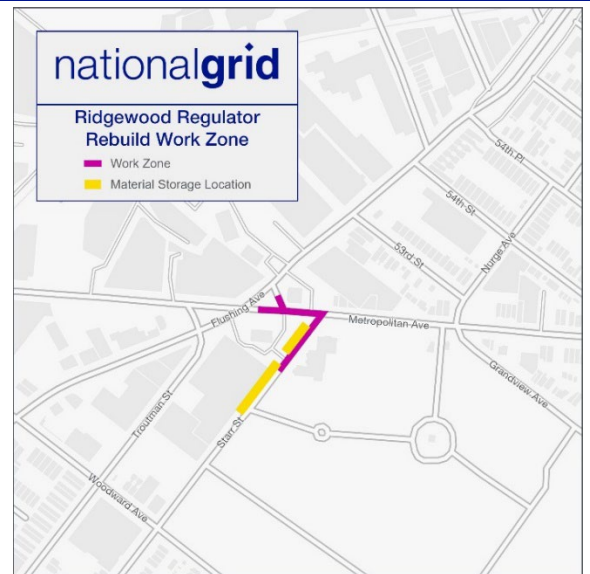 nationalgrid
Ridgewood Regulator
Rebuild Work Zone
Work Zone
Material Storage Location
54th Pl
54th St
53rd St
Nurge Ave
Flushing Ave
Metropolitan Ave
Grandview Ave
Troutman St
Starr St
Woodward Ave